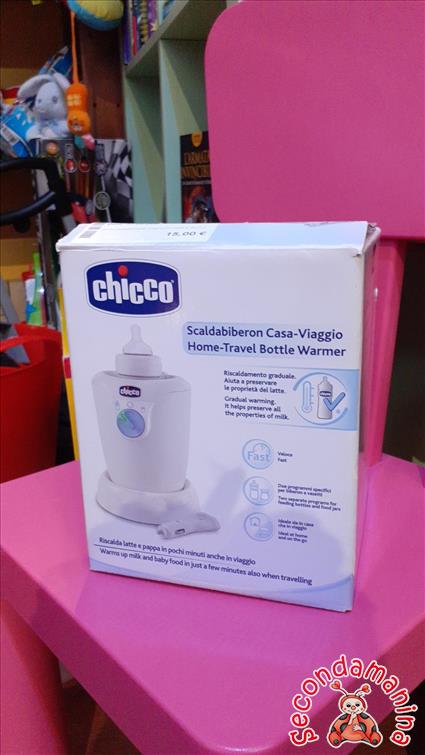 15,00 €
chicco
Scaldabiberon Casa-Viaggio
Home-Travel Bottle Warmer
Riscaldamento graduale.
Aiuta a preservare
le proprietà del latte.
Gradual warming.
It helps preserve all
the properties of milk.
chicco
Fast
Veloce
Fast
Due programmi specifici
per biberon e vasetti
Two separate programs for
feeding bottles and food jars
Ideale sia in casa
che in viaggio
Ideal at home
and on the go
Riscalda latte e pappa in pochi minuti anche in viaggio
Warms up milk and baby food in just a few minutes also when travelling
L'ARMATA
INVINCIBILE
Secondamanina